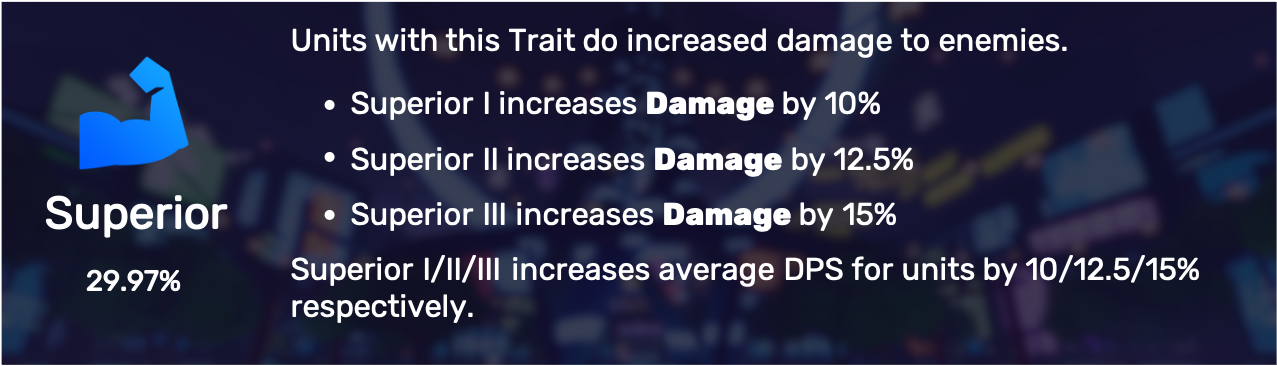 Units with this Trait do increased damage to enemies.
• Superior I increases Damage by 10%
• Superior II increases Damage by 12.5%
• Superior III increases Damage by 15%
Superior I/II/III increases average DPS for units by 10/12.5/15%
respectively.
Superior
29.97%